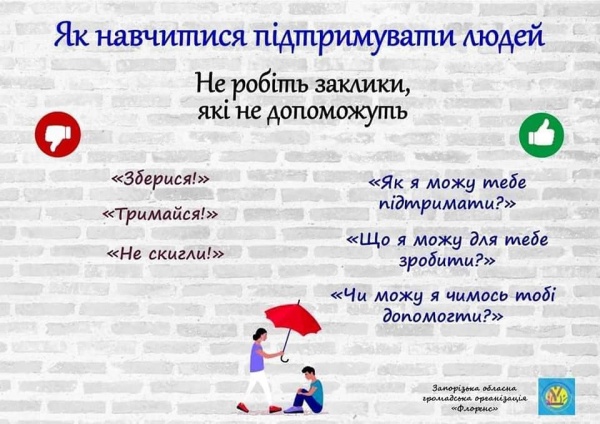 Як навчитися підтримувати людей
Не робіть заклики,
які не допоможуть
«Зберися!»
«Тримайся!»
«Не скигли!»
«Як я можу тебе
підтримати?»
«Що я можу для тебе
зробити?»
«Чи можу я чимось тобі
допомогти?»
Запорізька обласна
громадська організація
«Флоренс»